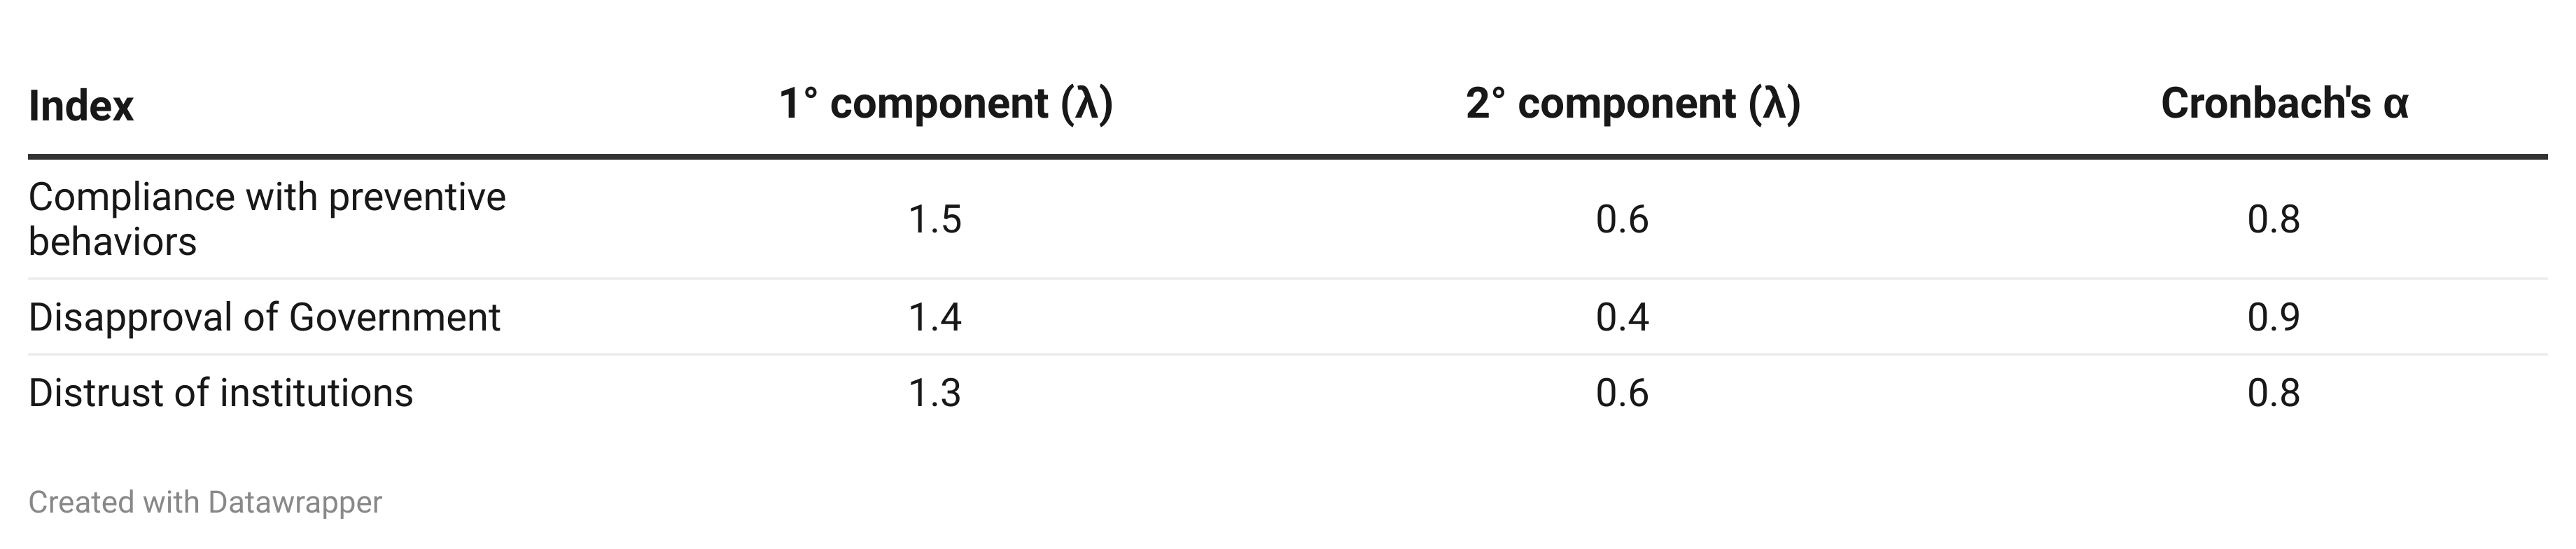 Index 1° component (λ) 2° component (λ) Cronbach's α
Compliance with preventive
behaviors 1.5 0.6 0.8
Disapproval of Government 1.4 0.4 0.9
Distrust of institutions 1.3 0.6 0.8
Created with Datawrapper